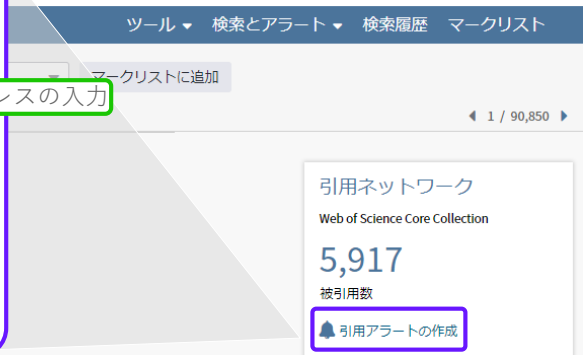 ツール 検索とアラート 検索履歴 マークリスト
マークリストに追加
レスの入力
1 / 90,850
引用ネットワーク
Web of Science Core Collection
5,917
被引用数
引用アラートの作成